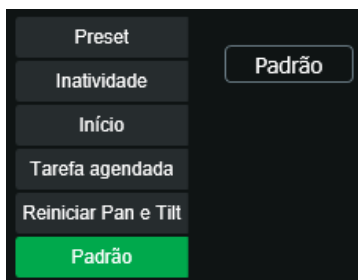 Preset
Inatividade
Início
Tarefa agendada
Reiniciar Pan e Tilt
Padrão
Padrão